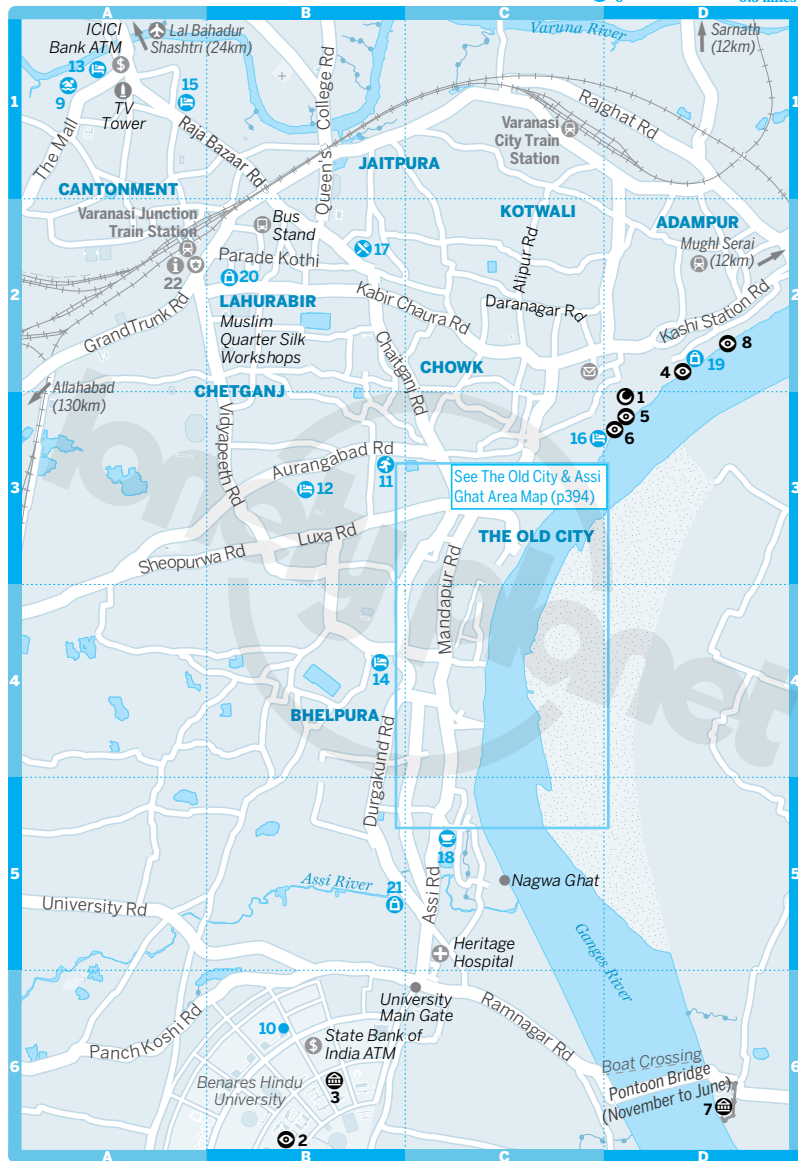 A
B
C
D
ICICI
Bank ATM
Lal Bahadur
Shashtri (24km)
Varuna River
Sarnath
(12km)
13
9
15
1
1
TV
Tower
The Mall
Raja Bazaar Rd
Queen's College Rd
Rajghat Rd
Varanasi
City Train
Station
JAITPURA
CANTONMENT
KOTWALI
ADAMPUR
Varanasi Junction
Train Station
Bus
Stand
17
Mughl Serai
(12km)
Parade Kothi
Alipur Rd
22
20
2
2
LAHURABIR
Kabir Chaura Rd
Daranagar Rd
Kashi Station Rd
GrandTrunk Rd
Muslim
Quarter Silk
Workshops
8
19
4
CHOWK
Chaitganj Rd
Allahabad
(130km)
CHETGANJ
1
5
6
16
Vidyapeeth Rd
Aurangabad Rd
11
12
3
3
See The Old City & Assi
Ghat Area Map (p394)
Luxa Rd
THE OLD CITY
Sheopurwa Rd
Mandapur Rd
lonely planet
14
4
4
BHELPURA
Durgakund Rd
18
5
5
Assi River
21
Nagwa Ghat
Assi Rd
University Rd
Heritage
Hospital
Ganges River
University
Main Gate
Ramnagar Rd
10
State Bank of
India ATM
Panch Koshi Rd
Boat Crossing
6
6
Pontoon Bridge
(November to June)
Benares Hindu
University
3
7
2
A
B
C
D